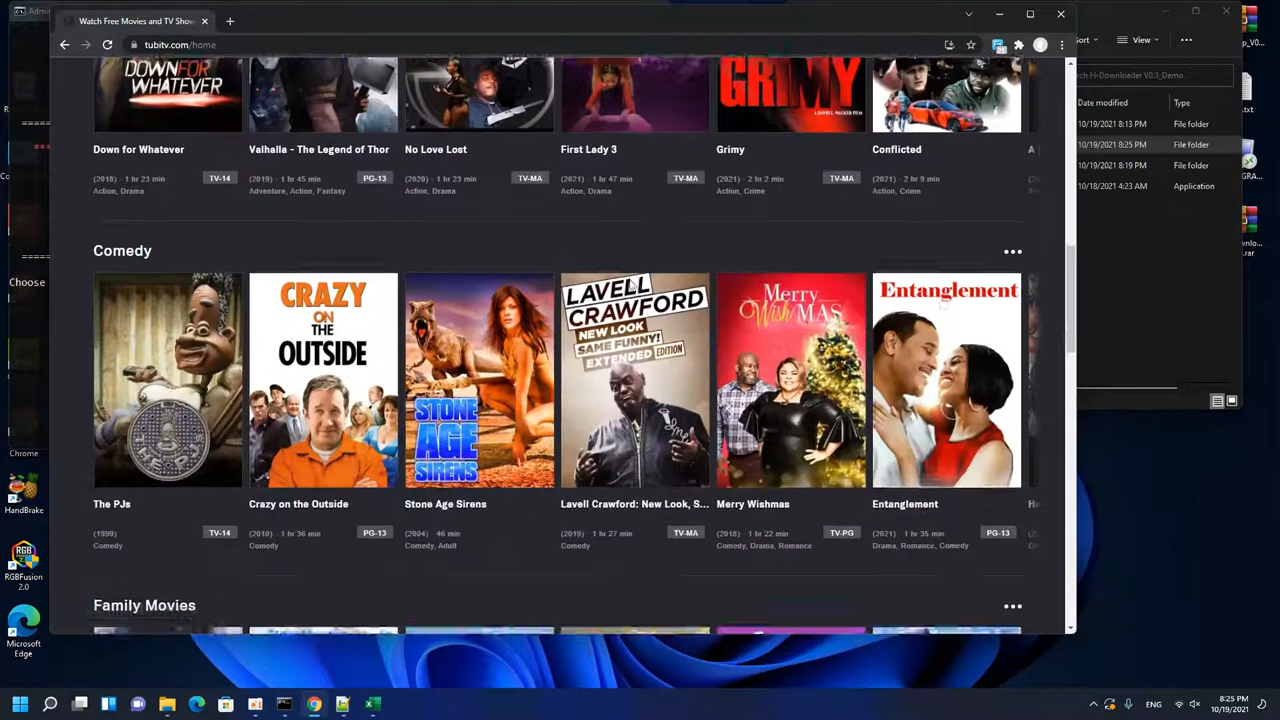 Admi
Watch Free Movies and TV Show
tubitv.com/home
Sort
View
rch H-Downloader V0.3_Demo
Date modified
Type
10/19/2021 8:13 PM
File folder
10/19/2021 8:25 PM
File folder
10/19/2021 8:19 PM
File folder
10/18/2021 4:23 AM
Application
Choose
DOWN FOR
WHATEVER
GRIMY
A DAVID L. WALKER FILM
Down for Whatever
Valhalla - The Legend of Thor
No Love Lost
First Lady 3
Grimy
Conflicted
(2018) · 1 hr 23 min
TV-14
(2019) · 1 hr 45 min
PG-13
(2020) · 1 hr 23 min
TV-MA
(2021) · 1 hr 47 min
TV-MA
(2021) · 2 hr 2 min
TV-MA
(2021) · 2 hr 9 min
Action, Drama
Adventure, Action, Fantasy
Action, Drama
Action, Drama
Action, Crime
Action, Crime
Comedy
CRAZY
ON
THE
OUTSIDE
STONE
AGE
SIRENS
LAVELL
CRAWFORD
NEW LOOK
SAME FUNNY!
EXTENDED EDITION
Merry
Wish MAS
Entanglement
The PJs
Crazy on the Outside
Stone Age Sirens
Lavell Crawford: New Look, S...
Merry Wishmas
Entanglement
(1999)
TV-14
(2010) · 1 hr 36 min
PG-13
(2004) · 46 min
(2019) · 1 hr 27 min
TV-MA
(2018) · 1 hr 22 min
TV-PG
(2021) · 1 hr 35 min
PG-13
Comedy
Comedy
Comedy, Adult
Comedy
Comedy, Drama, Romance
Drama, Romance, Comedy
Family Movies
Chrome
HandBrake
RGB
RGBFusion
2.0
Microsoft
Edge
ENG
8:25 PM
10/19/2021